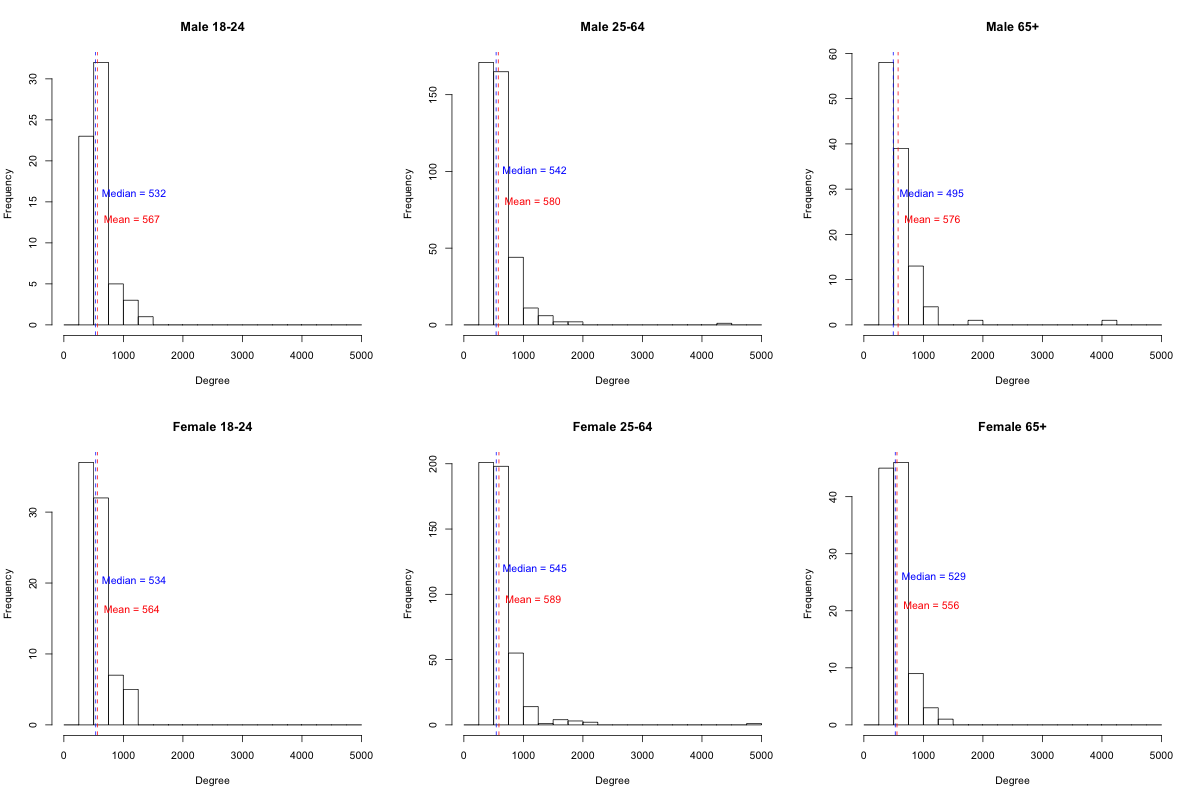 Male 18-24
Frequency
30
25
20
15
10
5
0
Median = 532
Mean = 567
0 1000 2000 3000 4000 5000
Degree
Male 25-64
Frequency
150
100
50
0
Median = 542
Mean = 580
0 1000 2000 3000 4000 5000
Degree
Male 65+
Frequency
60
50
40
30
20
10
0
Median = 495
Mean = 576
0 1000 2000 3000 4000 5000
Degree
Female 18-24
Frequency
30
20
10
0
Median = 534
Mean = 564
0 1000 2000 3000 4000 5000
Degree
Female 25-64
Frequency
200
150
100
50
0
Median = 545
Mean = 589
0 1000 2000 3000 4000 5000
Degree
Female 65+
Frequency
40
30
20
10
0
Median = 529
Mean = 556
0 1000 2000 3000 4000 5000
Degree